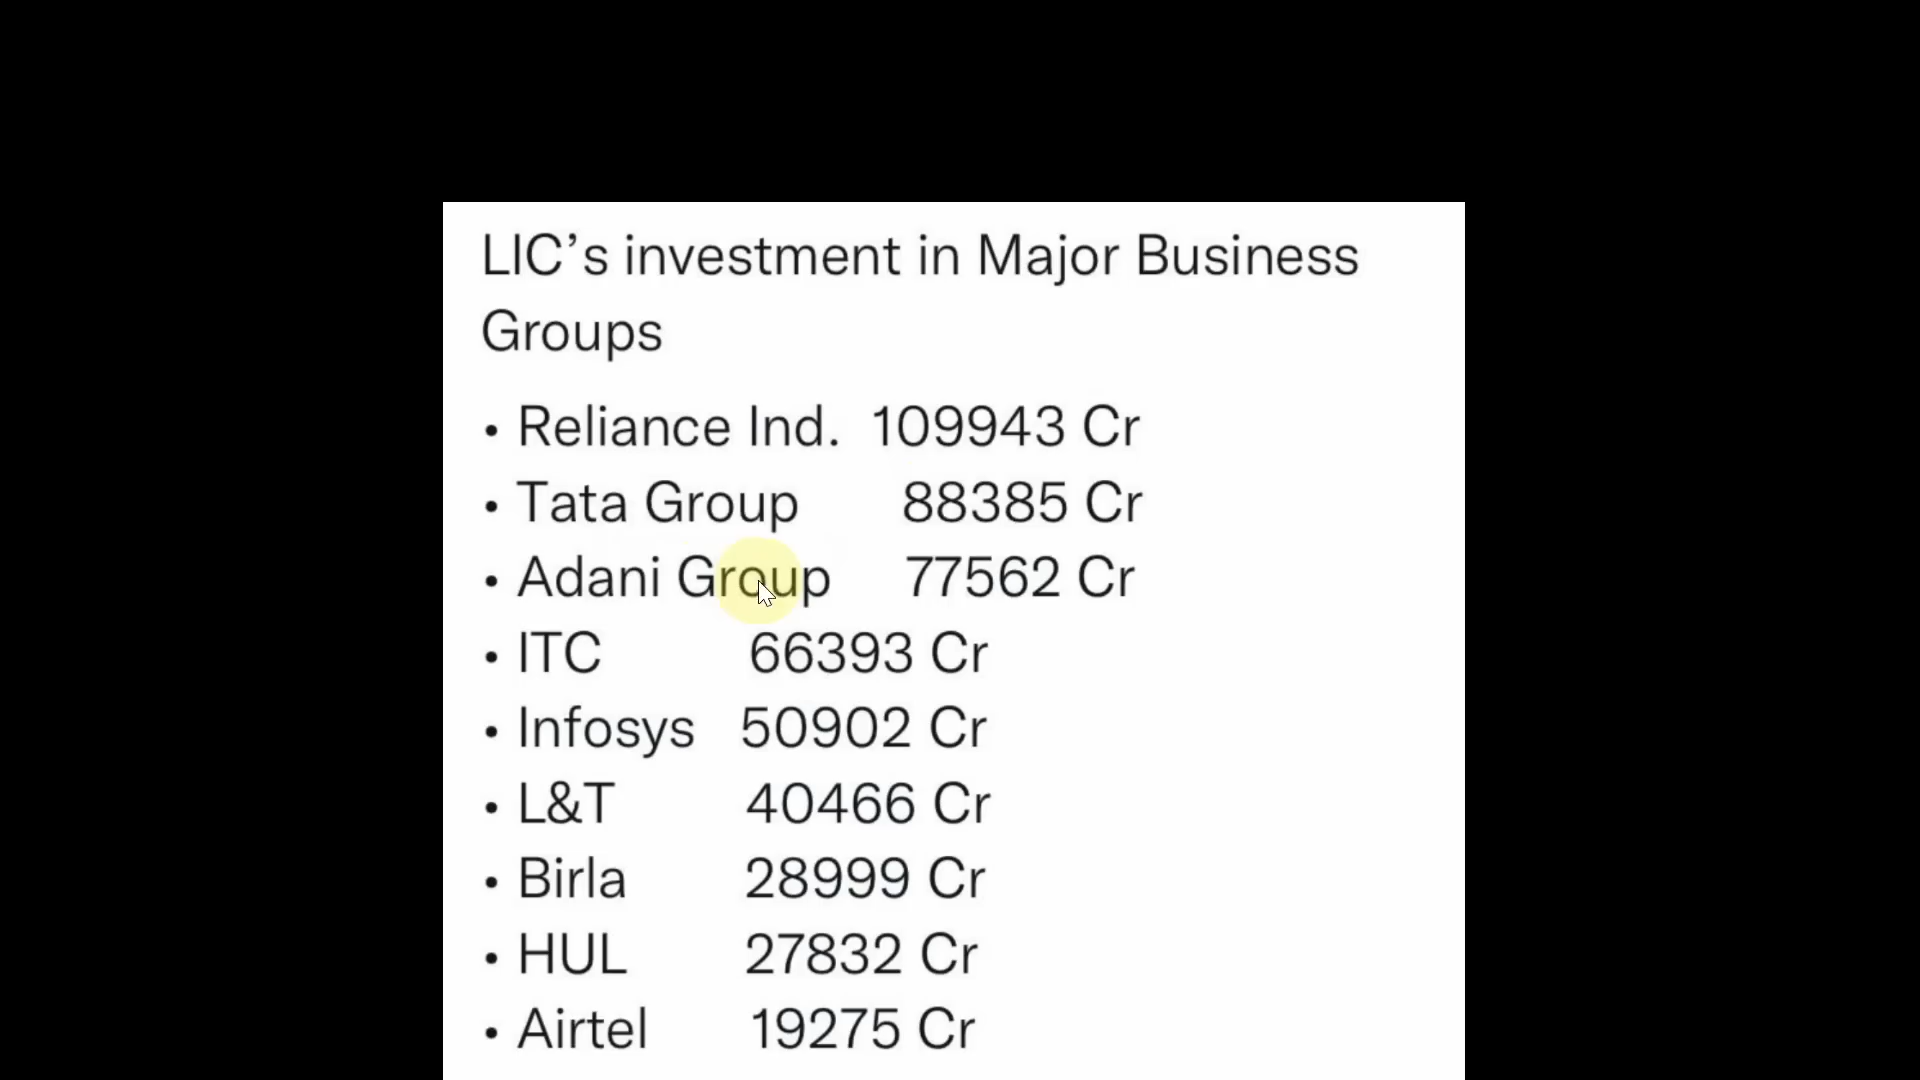 LIC’s investment in Major Business
Groups
• Reliance Ind. 109943 Cr
• Tata Group 88385 Cr
• Adani Group 77562 Cr
• ITC 66393 Cr
• Infosys 50902 Cr
• L&T 40466 Cr
• Birla 28999 Cr
• HUL 27832 Cr
• Airtel 19275 Cr